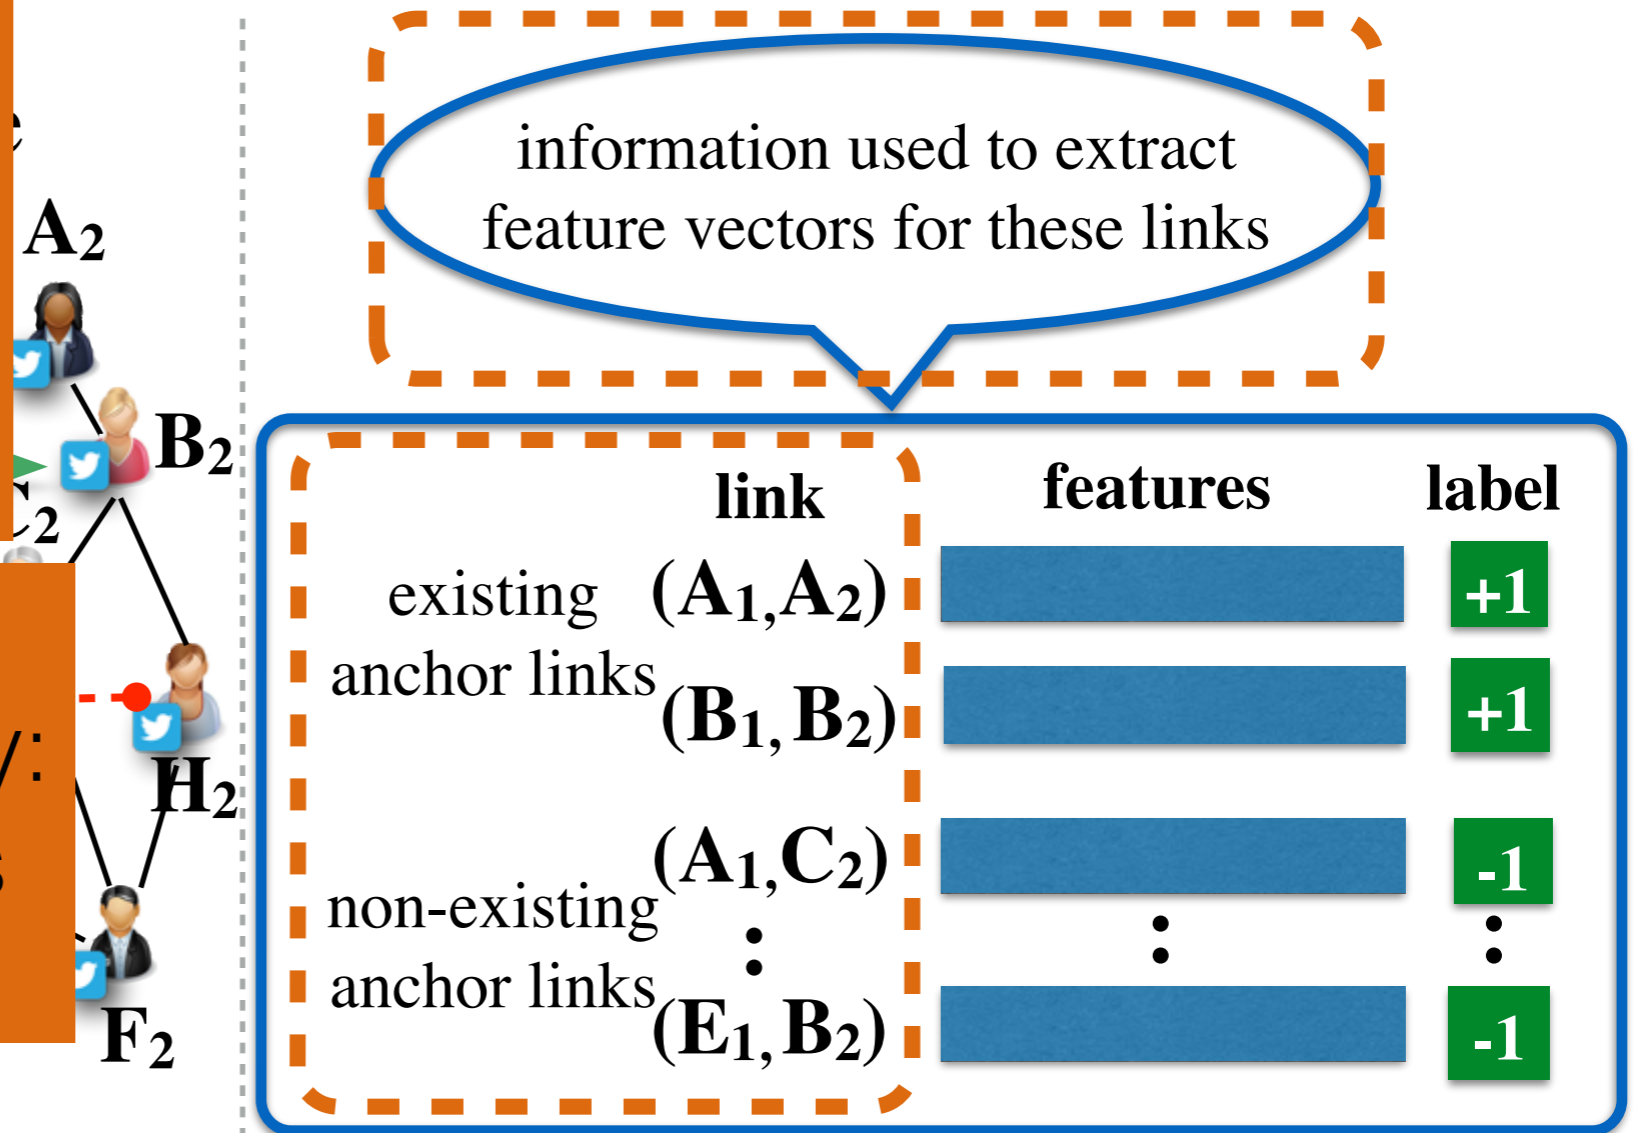 A2
B2
C2
H2
F2
information used to extract
feature vectors for these links
link features label
existing (A1,A2) +1
anchor links (B1, B2) +1
(A1,C2) -1
non-existing
anchor links
(E1, B2) -1